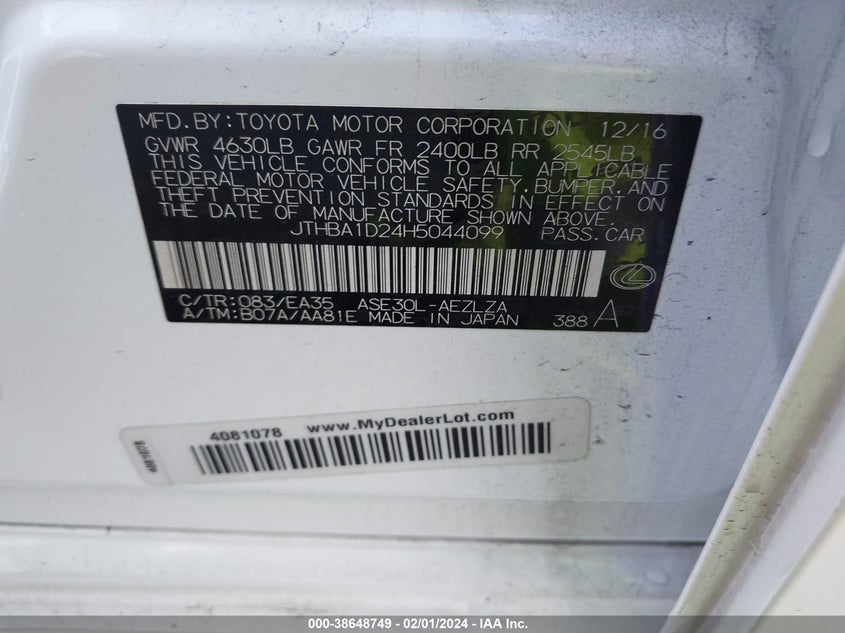 MFD.BY:TOYOTA MOTOR CORPORATION 12/16
GVWR 4630LB GAWR FR 2400LB RR 2545LB
THIS VEHICLE CONFORMS TO ALL APPLICABLE
FEDERAL MOTOR VEHICLE SAFETY,BUMPER,AND
THEFT PREVENTION STANDARDS IN EFFECT ON
THE DATE OF MANUFACTURE SHOWN ABOVE.
JTHBA1D24H5044099 PASS.CAR
C/TR:083/EA35 ASE30L-AEZLZA
A/TM:B07A/AA81E MADE IN JAPAN 388 A
4081078 www.MyDealerLot.com
4081078
000-38648749 - 02/01/2024 - IAA Inc.